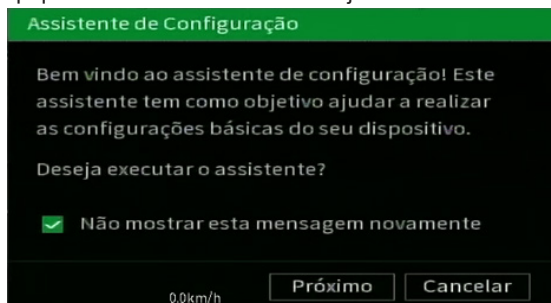 Assistente de Configuração
Bem vindo ao assistente de configuração! Este
assistente tem como objetivo ajudar a realizar
as configurações básicas do seu dispositivo.
Deseja executar o assistente?
Não mostrar esta mensagem novamente
Próximo Cancelar
0.0km/h